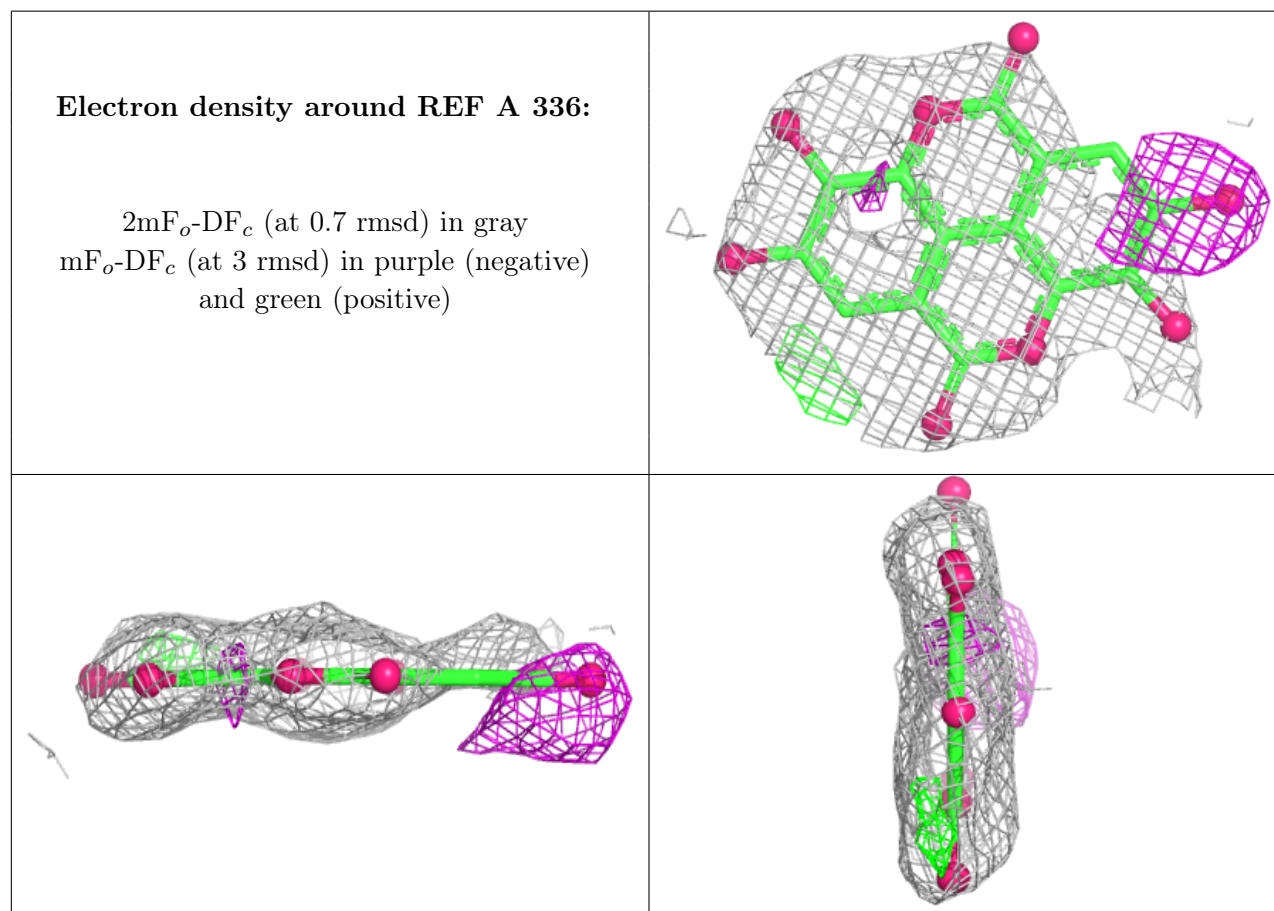 Electron density around REF A 336:
2mFo-DFc (at 0.7 rmsd) in gray
mFo-DFc (at 3 rmsd) in purple (negative)
and green (positive)